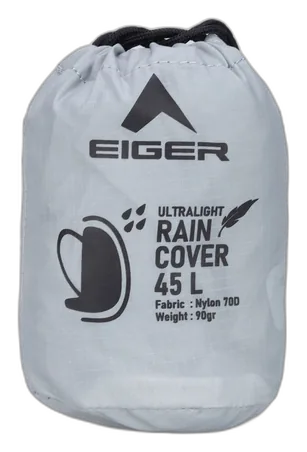 EIGER
ULTRALIGHT
RAIN
COVER
45 L
Fabric : Nylon 70D
Weight : 90gr